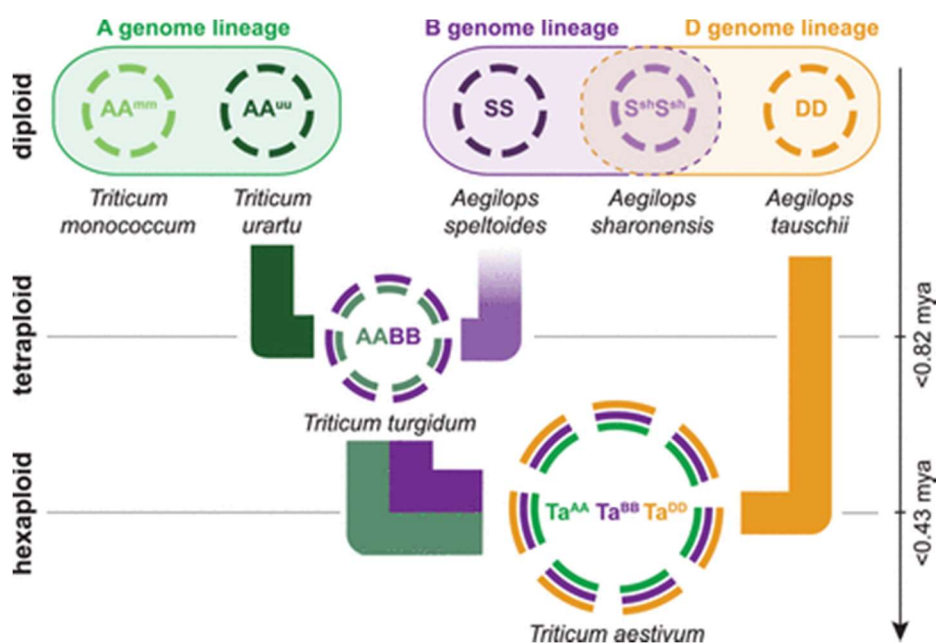 A genome lineage
B genome lineage
D genome lineage
diploid
AAᵐᵐ
AAᵘᵘ
SS
SˢʰSˢʰ
DD
Triticum
monococcum
Triticum
urartu
Aegilops
speltoides
Aegilops
sharonensis
Aegilops
tauschii
tetraploid
AABB
<0.82 mya
Triticum turgidum
hexaploid
Taᴬᴬ Taᴮᴮ Taᴰᴰ
<0.43 mya
Triticum aestivum